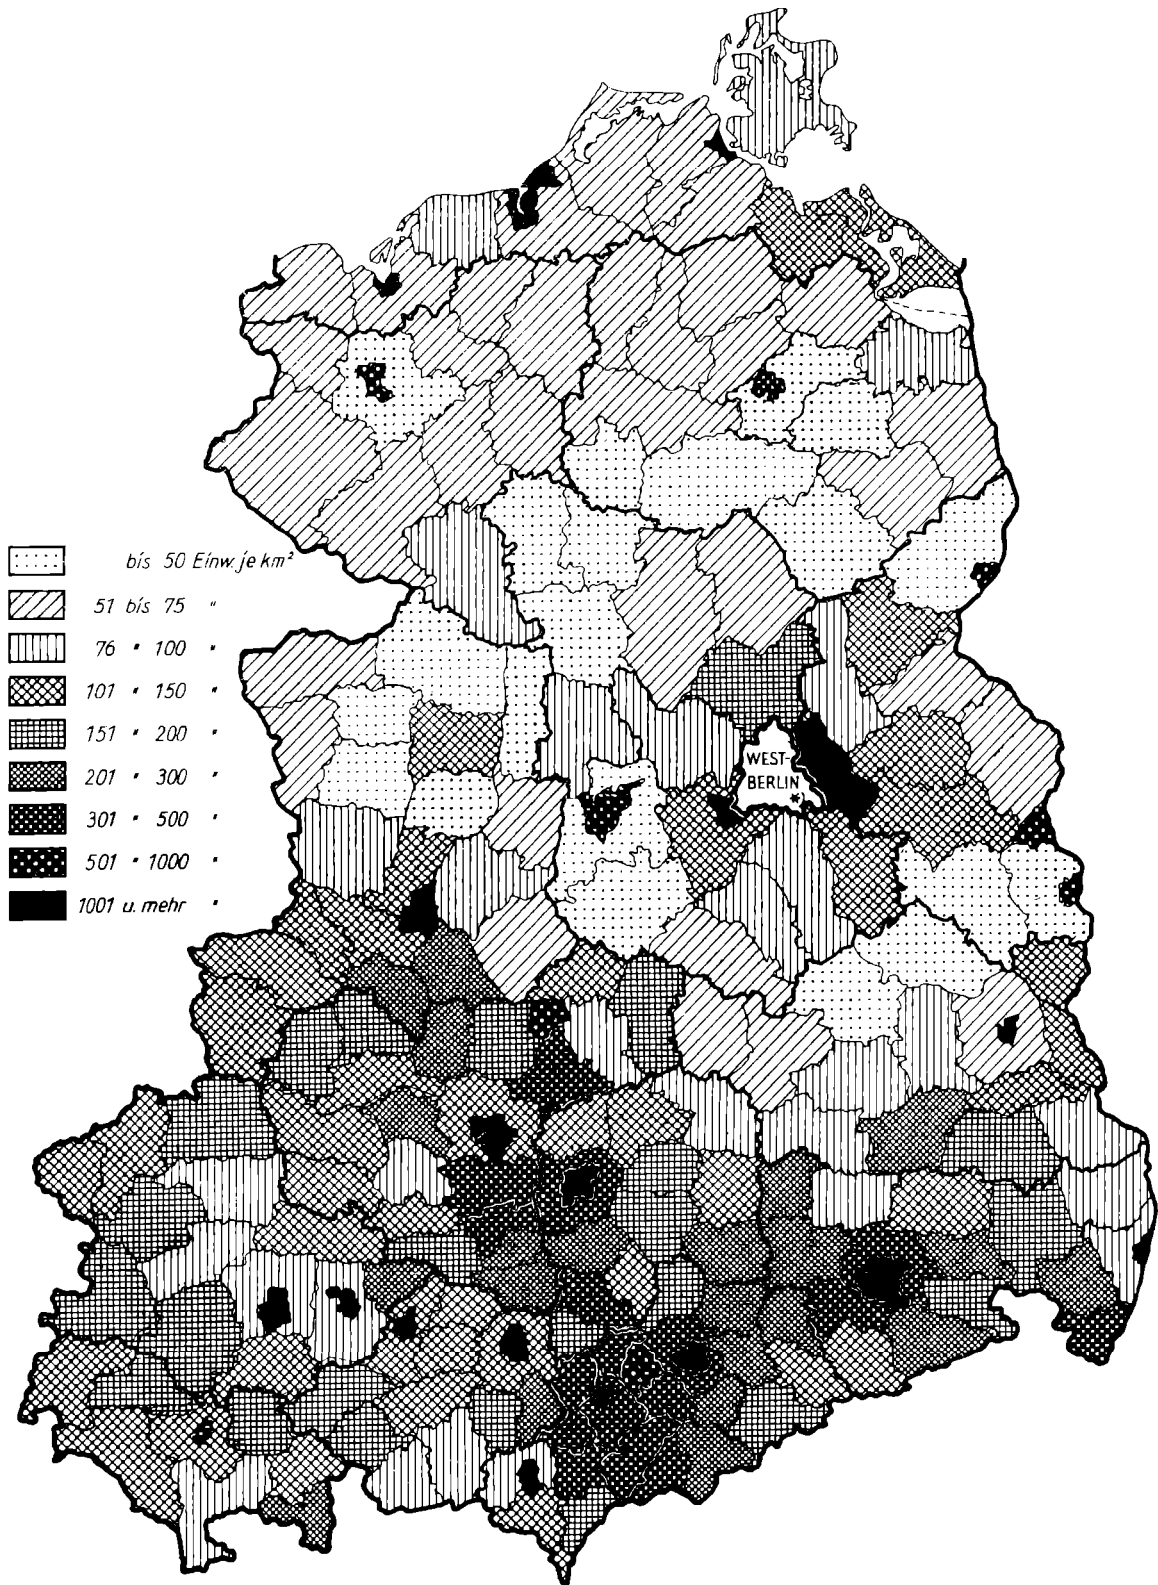 bis 50 Einw. je km²
51 bis 75 "
76 " 100 "
101 " 150 "
151 " 200 "
201 " 300 "
301 " 500 "
501 " 1000 "
1001 u. mehr "
WEST-
BERLIN
*)